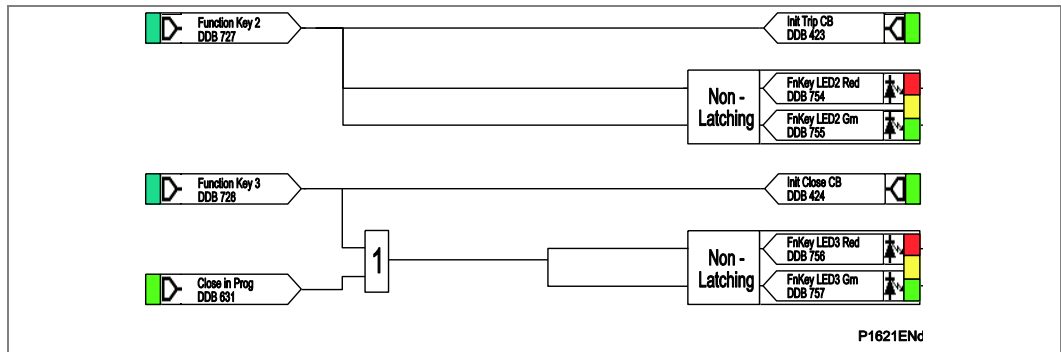 Function Key 2
DDB 727
Init Trip CB
DDB 423
Non -
Latching
FnKey LED2 Red
DDB 754
FnKey LED2 Grn
DDB 755
Function Key 3
DDB 728
Init Close CB
DDB 424
1
Non -
Latching
FnKey LED3 Red
DDB 756
FnKey LED3 Grn
DDB 757
Close in Prog
DDB 631
P1621ENd